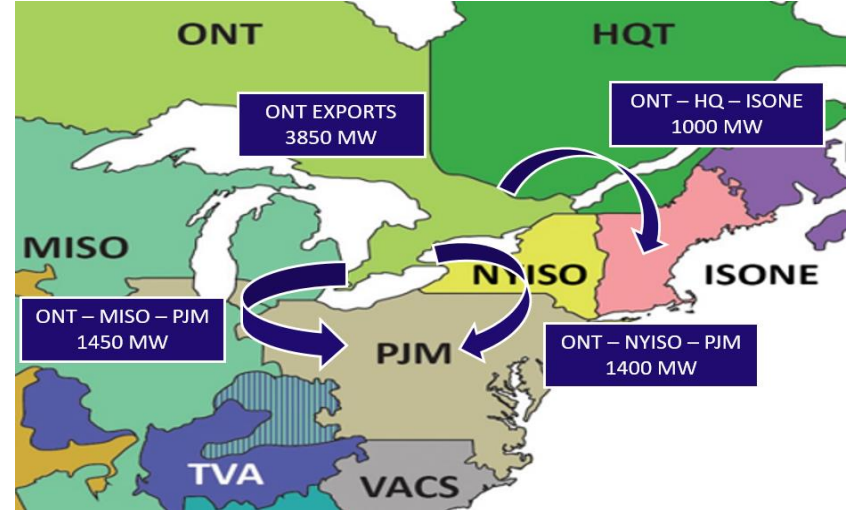 ONT
HQT
ONT EXPORTS
3850 MW
ONT – HQ – ISONE
1000 MW
MISO
NYISO
ISONE
ONT – MISO – PJM
1450 MW
PJM
ONT – NYISO – PJM
1400 MW
TVA
VACS